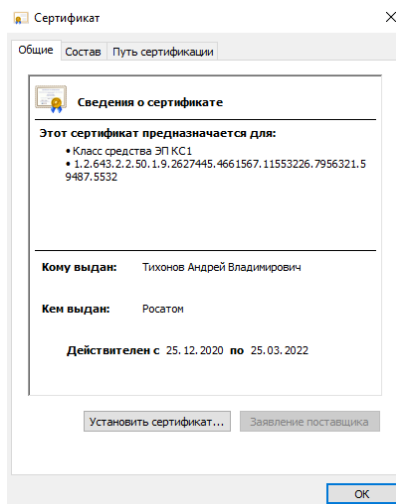 Сертификат
Общие Состав Путь сертификации
Сведения о сертификате
Этот сертификат предназначается для:
• Класс средства ЭП КС1
• 1.2.643.2.2.50.1.9.2627445.4661567.11553226.7956321.5
9487.5532
Кому выдан: Тихонов Андрей Владимирович
Кем выдан: Росатом
Действителен с 25.12.2020 по 25.03.2022
Установить сертификат... Заявление поставщика
ОК